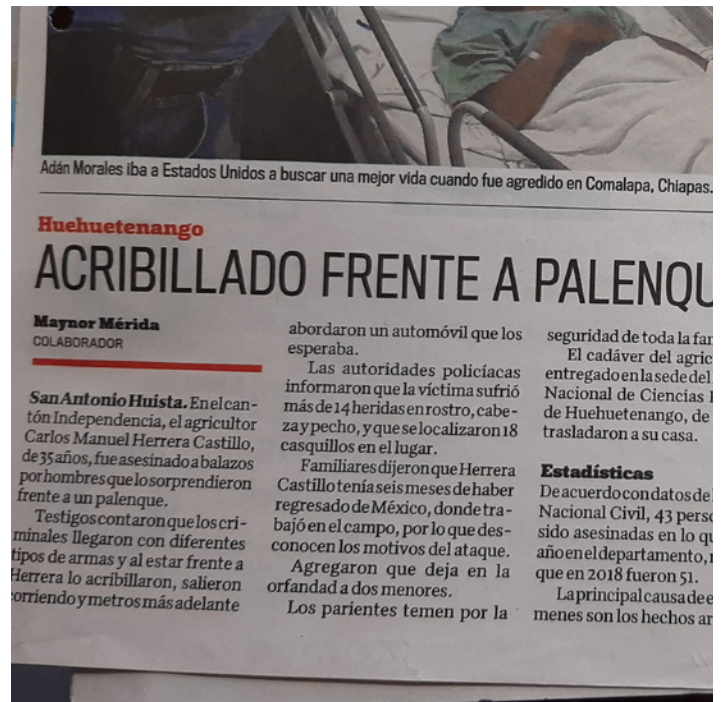 Adán Morales iba a Estados Unidos a buscar una mejor vida cuando fue agredido en Comalapa, Chiapas.
Huehuetenango
ACRIBILLADO FRENTE A
Maynor Mérida
COLABORADOR
San Antonio Huista. En el can-
tón Independencia, el agricultor
Carlos Manuel Herrera Castillo,
de 35 años, fue asesinado a balazos
por hombres que lo sorprendieron
frente a un palenque.
Testigos contaron que los cri-
minales llegaron con diferentes
tipos de armas y al estar frente a
Herrera lo acribillaron, salieron
corriendo y metros más adelante
abordaron un automóvil que los
esperaba.
Las autoridades policíacas
informaron que la víctima sufrió
más de 14 heridas en rostro, cabe-
za y pecho, y que se localizaron 18
casquillos en el lugar.
Familiares dijeron que Herrera
Castillo tenía seis meses de haber
regresado de México, donde tra-
bajó en el campo, por lo que des-
conocen los motivos del ataque.
Agregaron que deja en la
orfandad a dos menores.
Los parientes temen por la
seguridad de toda la
El cadáver del
entregado en la sede del
Nacional de Ciencias
de Huehuetenango, de
trasladaron a su casa.
Estadísticas
De acuerdo con datos de
Nacional Civil, 43
sido asesinadas en lo
año en el departamento,
que en 2018 fueron 51.
La principal causa de
menes son los hechos